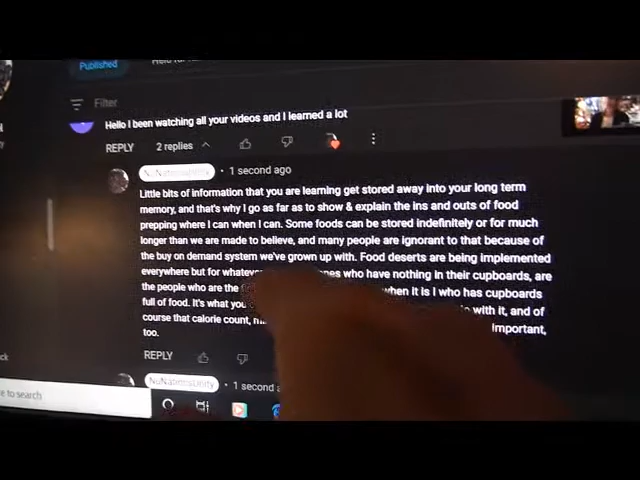 Published
Filter
Hello I been watching all your videos and I learned a lot
REPLY 2 replies
NuNationsUnity • 1 second ago
Little bits of information that you are learning get stored away into your long term
memory, and that's why I go as far as to show & explain the ins and outs of food
prepping where I can when I can. Some foods can be stored indefinitely or for much
longer than we are made to believe, and many people are ignorant to that because of
the buy on demand system we've grown up with. Food deserts are being implemented
everywhere but for whatever who have nothing in their cupboards, are
the people who are the when it is I who has cupboards
full of food. It's what you with it, and of
course that calorie count, important,
too.
REPLY
NuNationsUnity • 1 second
to search